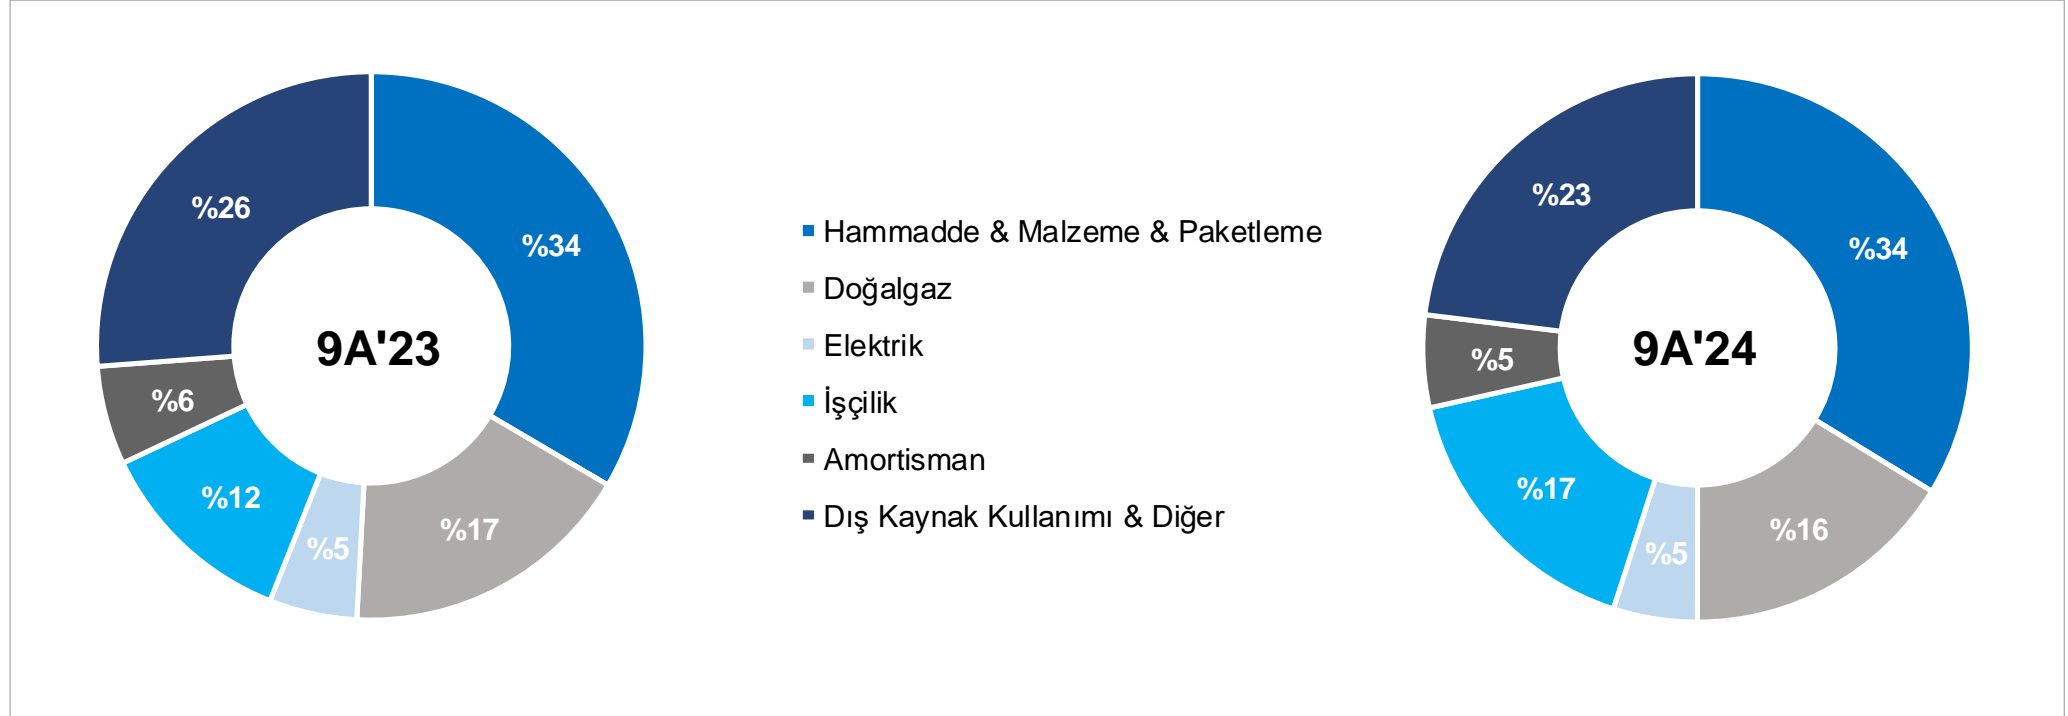 %26
%34
%6
%12
%5
%17
9A'23
Hammadde & Malzeme & Paketleme
Doğalgaz
Elektrik
İşçilik
Amortisman
Dış Kaynak Kullanımı & Diğer
%23
%34
%5
%17
%5
%16
9A'24